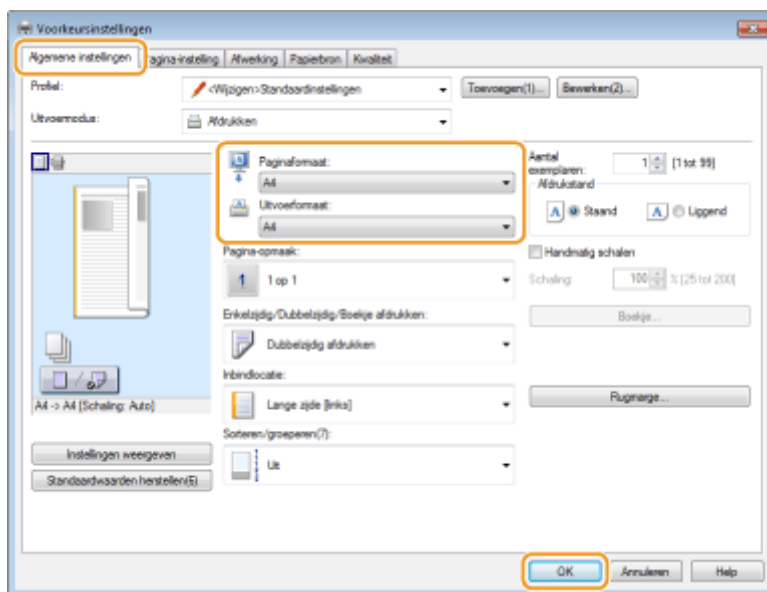 Voorkeursinstellingen
Algemene instellingen Pagina-instelling Afwerking Papierbron Kwaliteit
Profiel: <Wijzigen>Standaardinstellingen Toevoegen(1)... Bewerken(2)...
Uitvoermodus: Afdrukken
Paginaformaat:
A4
Uitvoerformaat:
A4
Aantal exemplaren: 1 [1 tot 99]
Afdrukstand
A Staand A Liggend
Pagina-opmaak:
1 1 op 1
Handmatig schalen
Schaling: 100 % [25 tot 200]
Enkelzijdig/Dubbelzijdig/Boekje afdrukken:
Dubbelzijdig afdrukken
Boekje...
Inbindlocatie:
Lange zijde [links]
Rugmarge...
A4 -> A4 [Schaling: Auto]
Sorteren/groeperen(7):
Uit
Instellingen weergeven
Standaardwaarden herstellen(6)
OK Annuleren Help